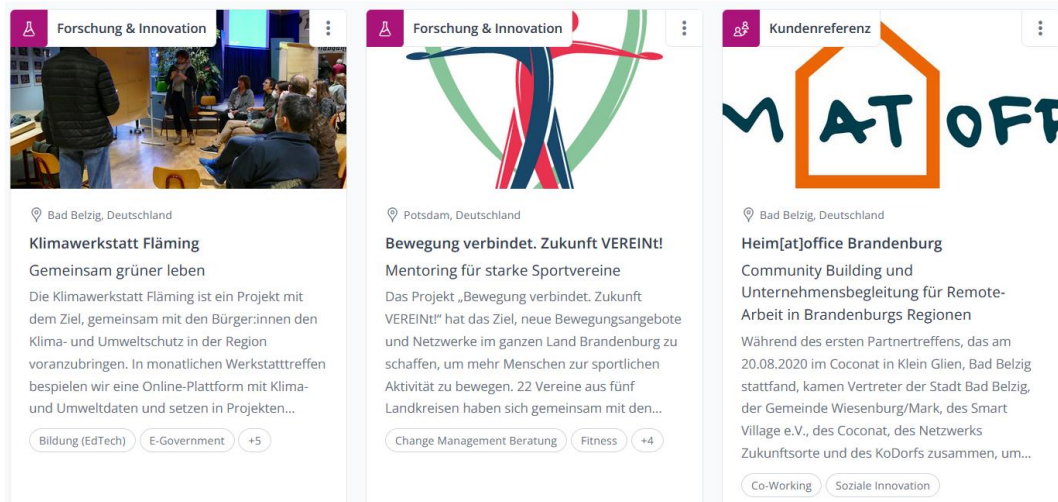 Forschung & Innovation
Bad Belzig, Deutschland
Klimawerkstatt Fläming
Gemeinsam grüner leben
Die Klimawerkstatt Fläming ist ein Projekt mit
dem Ziel, gemeinsam mit den Bürger:innen den
Klima- und Umweltschutz in der Region
voranzubringen. In monatlichen Werkstatttreffen
bespielen wir eine Online-Plattform mit Klima-
und Umweltdaten und setzen in Projekten...
Bildung (EdTech) E-Government +5
Forschung & Innovation
Potsdam, Deutschland
Bewegung verbindet. Zukunft VEREINt!
Mentoring für starke Sportvereine
Das Projekt „Bewegung verbindet. Zukunft
VEREINt!“ hat das Ziel, neue Bewegungsangebote
und Netzwerke im ganzen Land Brandenburg zu
schaffen, um mehr Menschen zur sportlichen
Aktivität zu bewegen. 22 Vereine aus fünf
Landkreisen haben sich gemeinsam mit den...
Change Management Beratung Fitness +4
Kundenreferenz
M AT OFF
Bad Belzig, Deutschland
Heim[at]office Brandenburg
Community Building und
Unternehmensbegleitung für Remote-
Arbeit in Brandenburgs Regionen
Während des ersten Partnertreffens, das am
20.08.2020 im Coconat in Klein Glien, Bad Belzig
stattfand, kamen Vertreter der Stadt Bad Belzig,
der Gemeinde Wiesenburg/Mark, des Smart
Village e.V., des Coconat, des Netzwerks
Zukunftsorte und des KoDorfs zusammen, um...
Co-Working Soziale Innovation